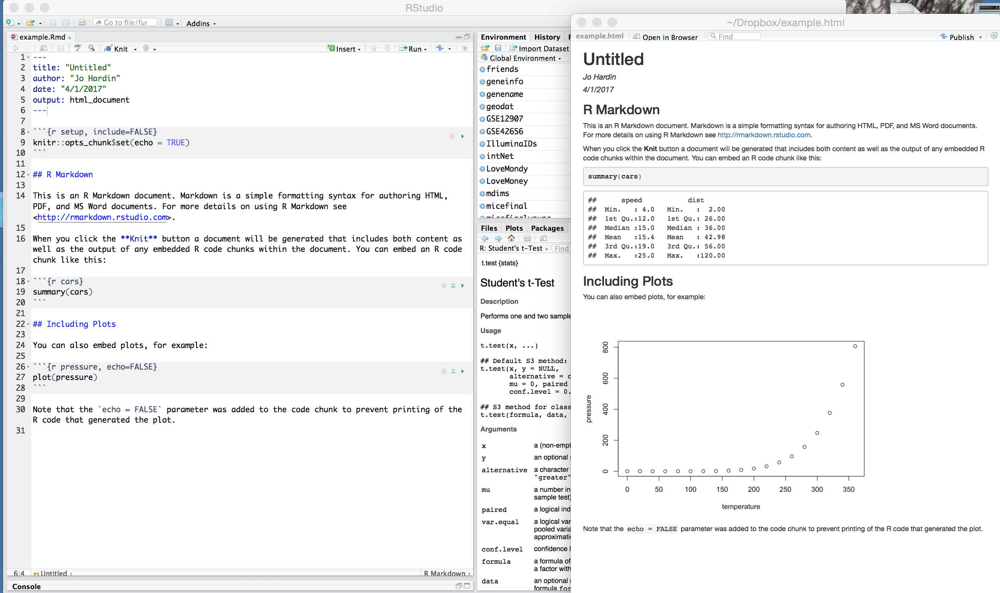 RStudio
Go to file/fun
Addins
example.Rmd
ABC
Knit
Insert
Run
1 ---
2 title: "Untitled"
3 author: "Jo Hardin"
4 date: "4/1/2017"
5 output: html_document
6 ---
7
8 ```{r setup, include=FALSE}
9 knitr::opts_chunk$set(echo = TRUE)
10 ```
11
12 ## R Markdown
13
14 This is an R Markdown document. Markdown is a simple formatting syntax for authoring HTML,
PDF, and MS Word documents. For more details on using R Markdown see
<http://rmarkdown.rstudio.com>.
15
16 When you click the **Knit** button a document will be generated that includes both content as
well as the output of any embedded R code chunks within the document. You can embed an R code
chunk like this:
17
18 ```{r cars}
19 summary(cars)
20 ```
21
22 ## Including Plots
23
24 You can also embed plots, for example:
25
26 ```{r pressure, echo=FALSE}
27 plot(pressure)
28 ```
29
30 Note that the `echo = FALSE` parameter was added to the code chunk to prevent printing of the
R code that generated the plot.
31
6:4 Untitled R Markdown
Console
Environment History
Import Dataset
Global Environment
friends
geneinfo
genename
geodat
GSE12907
GSE42656
IlluminaIDs
intNet
LoveMondy
LoveMoney
mdims
micefinal
Files Plots Packages
R: Student's t-Test Find
t.test {stats}
Student's t-Test
Description
Performs one and two sample
Usage
t.test(x, ...)
## Default S3 method:
t.test(x, y = NULL,
alternative = c
mu = 0, paired
conf.level = 0.
## S3 method for class
t.test(formula, data,
Arguments
x a (non-empt
y an optional
alternative a character
"greater"
mu a number in
sample test)
paired a logical ind
var.equal a logical var
pooled varia
approximati
conf.level confidence l
formula a formula of
a factor with
data an optional
formula for
~/Dropbox/example.html
example.html Open in Browser Find Publish
Untitled
Jo Hardin
4/1/2017
R Markdown
This is an R Markdown document. Markdown is a simple formatting syntax for authoring HTML, PDF, and MS Word documents.
For more details on using R Markdown see http://rmarkdown.rstudio.com.
When you click the Knit button a document will be generated that includes both content as well as the output of any embedded R
code chunks within the document. You can embed an R code chunk like this:
summary(cars)
## speed dist
## Min. : 4.0 Min. : 2.00
## 1st Qu.:12.0 1st Qu.: 26.00
## Median :15.0 Median : 36.00
## Mean :15.4 Mean : 42.98
## 3rd Qu.:19.0 3rd Qu.: 56.00
## Max. :25.0 Max. :120.00
Including Plots
You can also embed plots, for example:
800
600
400
200
0
pressure
0 50 100 150 200 250 300 350
temperature
Note that the echo = FALSE parameter was added to the code chunk to prevent printing of the R code that generated the plot.